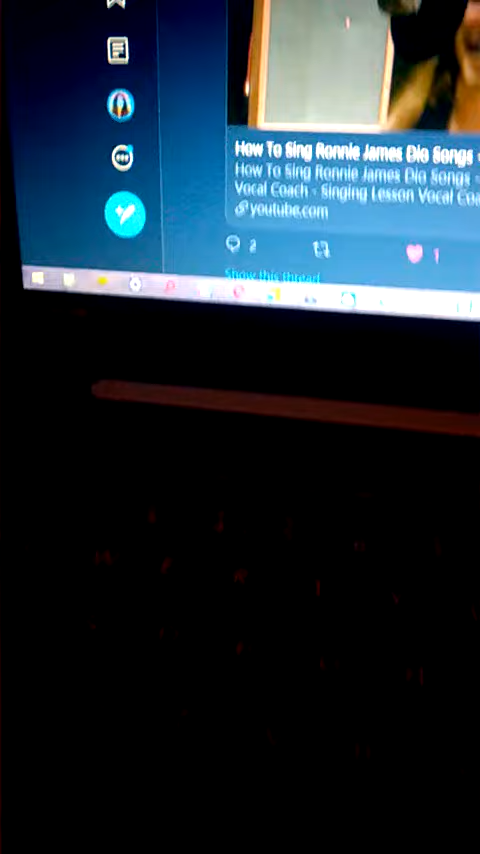 How To Sing Ronnie James Dio Songs -
How To Sing Ronnie James Dio Songs -
Vocal Coach - Singing Lesson Vocal Coa
youtube.com
2
1
Show this thread